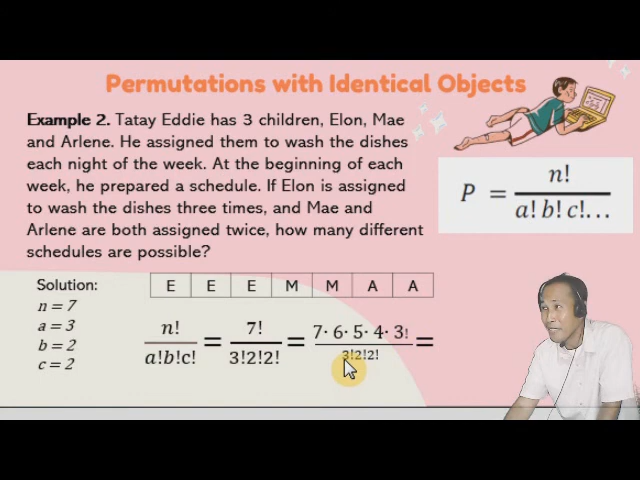 Permutations with Identical Objects
Example 2. Tatay Eddie has 3 children, Elon, Mae
and Arlene. He assigned them to wash the dishes
each night of the week. At the beginning of each
week, he prepared a schedule. If Elon is assigned
to wash the dishes three times, and Mae and
Arlene are both assigned twice, how many different
schedules are possible?
P = n! / a! b! c!...
Solution:
n = 7
a = 3
b = 2
c = 2
E E E M M A A
n! / a!b!c! = 7! / 3!2!2! = 7· 6· 5· 4· 3! / 3!2!2! =